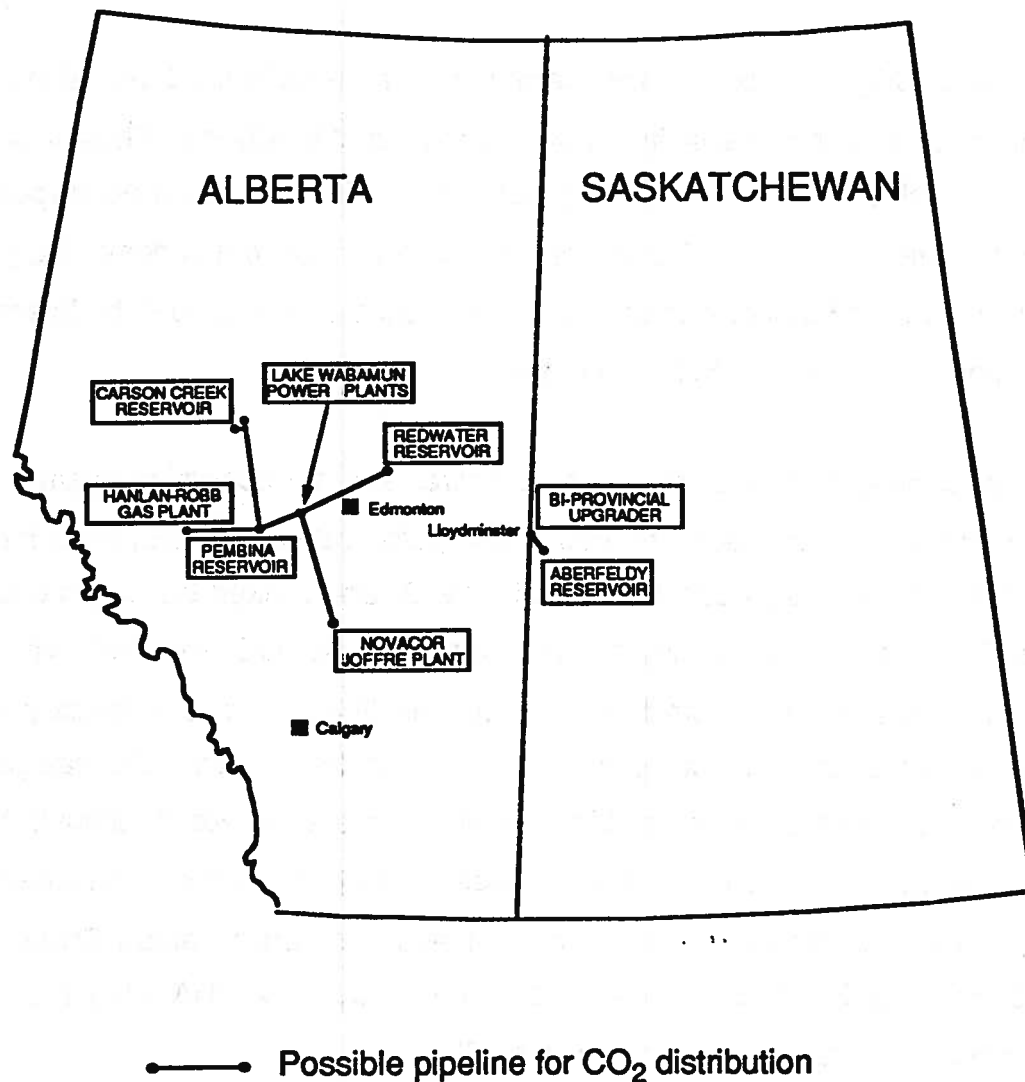 ALBERTA
SASKATCHEWAN
LAKE WABAMUN
POWER PLANTS
CARSON CREEK
RESERVOIR
REDWATER
RESERVOIR
HANLAN-ROBB
GAS PLANT
Edmonton
BI-PROVINCIAL
UPGRADER
Lloydminster
PEMBINA
RESERVOIR
ABERFELDY
RESERVOIR
NOVACOR
JOFFRE PLANT
Calgary
Possible pipeline for CO₂ distribution